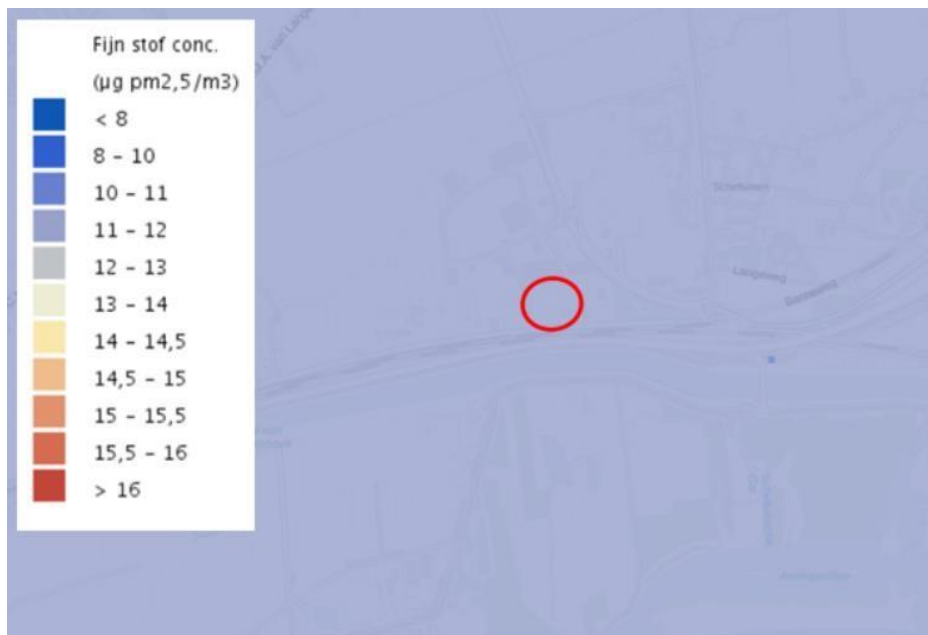 Fijn stof conc.
(µg pm2,5/m3)
< 8
8 - 10
10 - 11
11 - 12
12 - 13
13 - 14
14 - 14,5
14,5 - 15
15 - 15,5
15,5 - 16
> 16
Langeweg